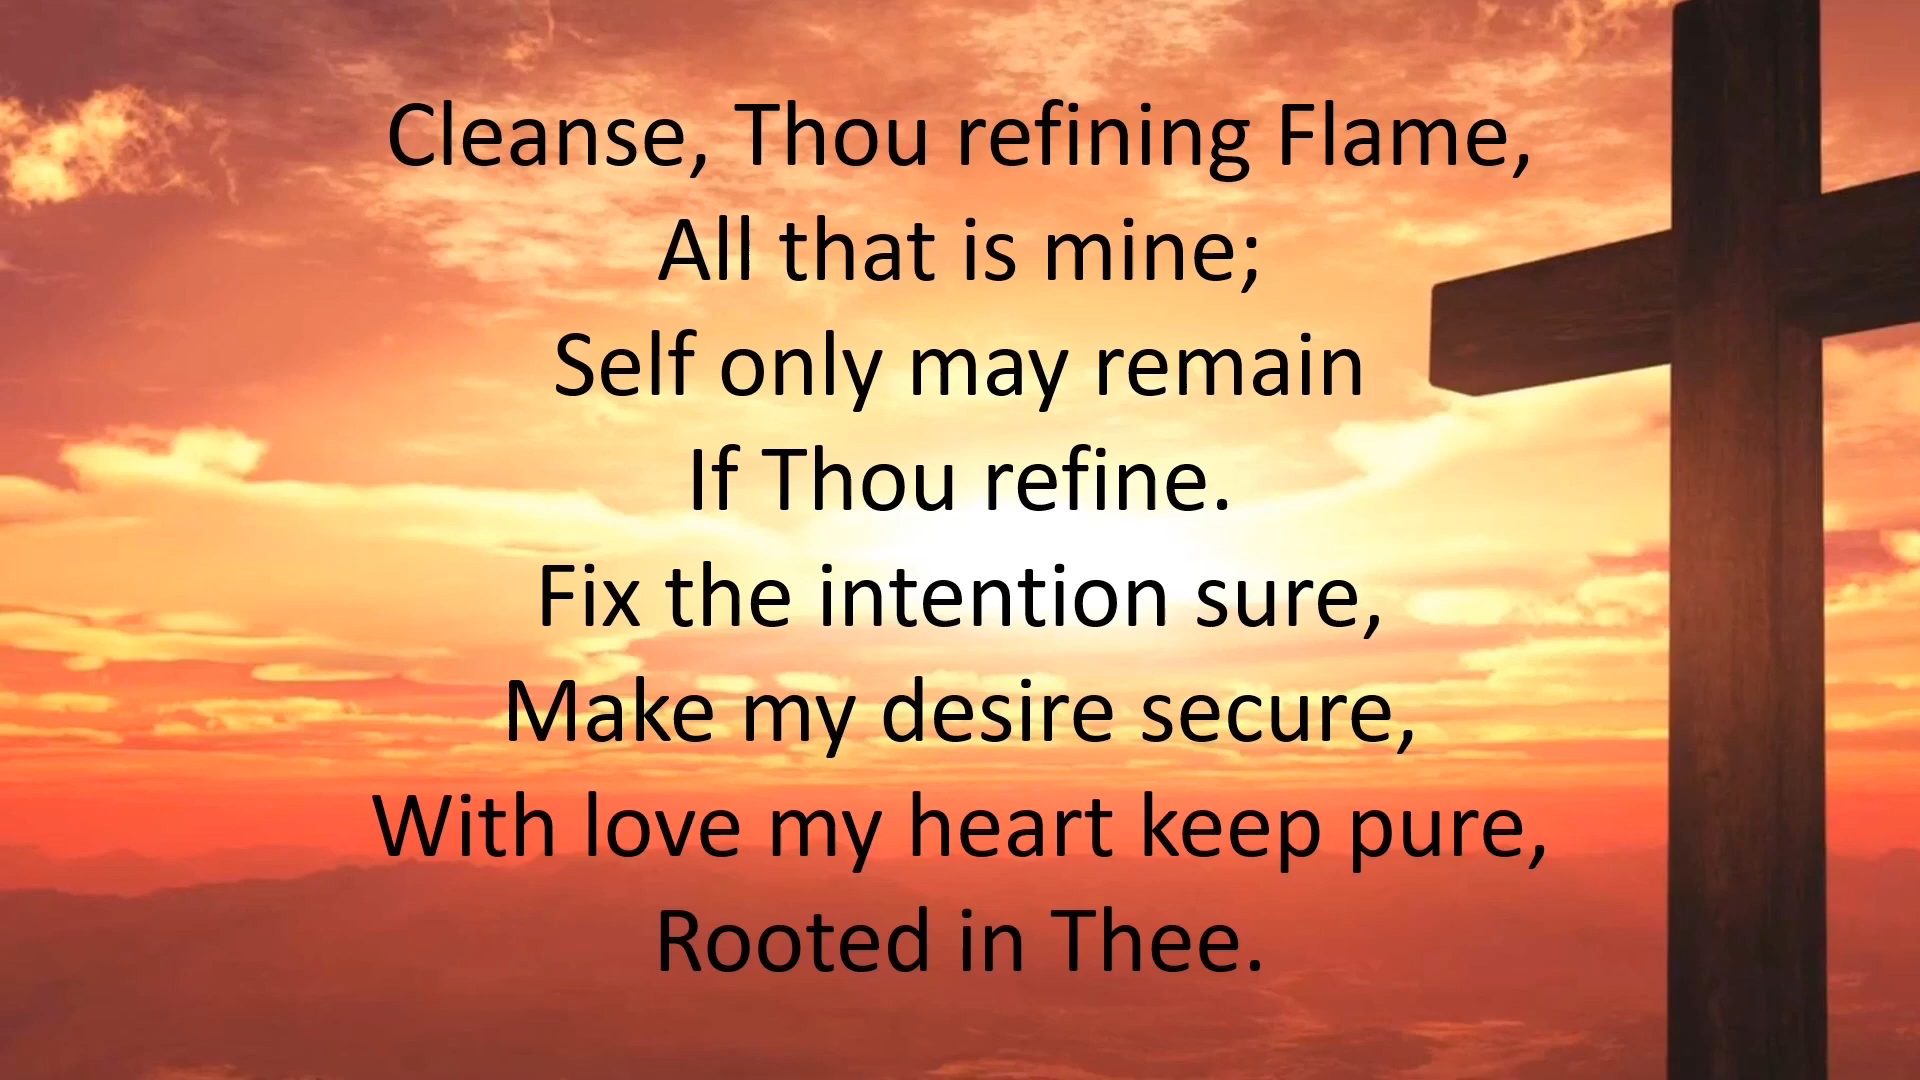 Cleanse, Thou refining Flame,
All that is mine;
Self only may remain
If Thou refine.
Fix the intention sure,
Make my desire secure,
With love my heart keep pure,
Rooted in Thee.